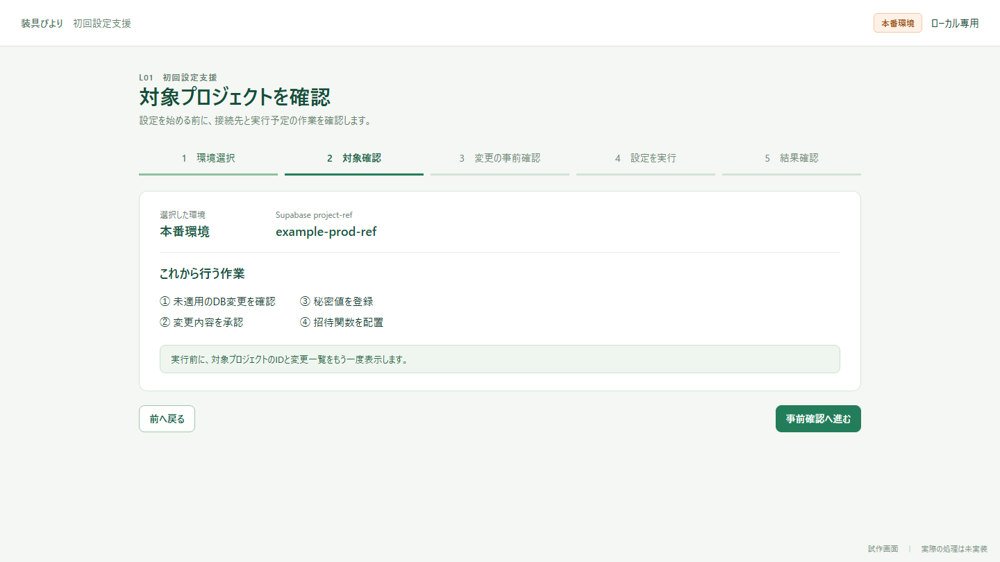 装具びより 初回設定支援
本番環境 ローカル専用
L01 初回設定支援
対象プロジェクトを確認
設定を始める前に、接続先と実行予定の作業を確認します。
1 環境選択
2 対象確認
3 変更の事前確認
4 設定を実行
5 結果確認
選択した環境
本番環境
Supabase project-ref
example-prod-ref
これから行う作業
① 未適用のDB変更を確認
② 変更内容を承認
③ 秘密値を登録
④ 招待関数を配置
実行前に、対象プロジェクトのIDと変更一覧をもう一度表示します。
前へ戻る
事前確認へ進む
試作画面 | 実際の処理は未実装